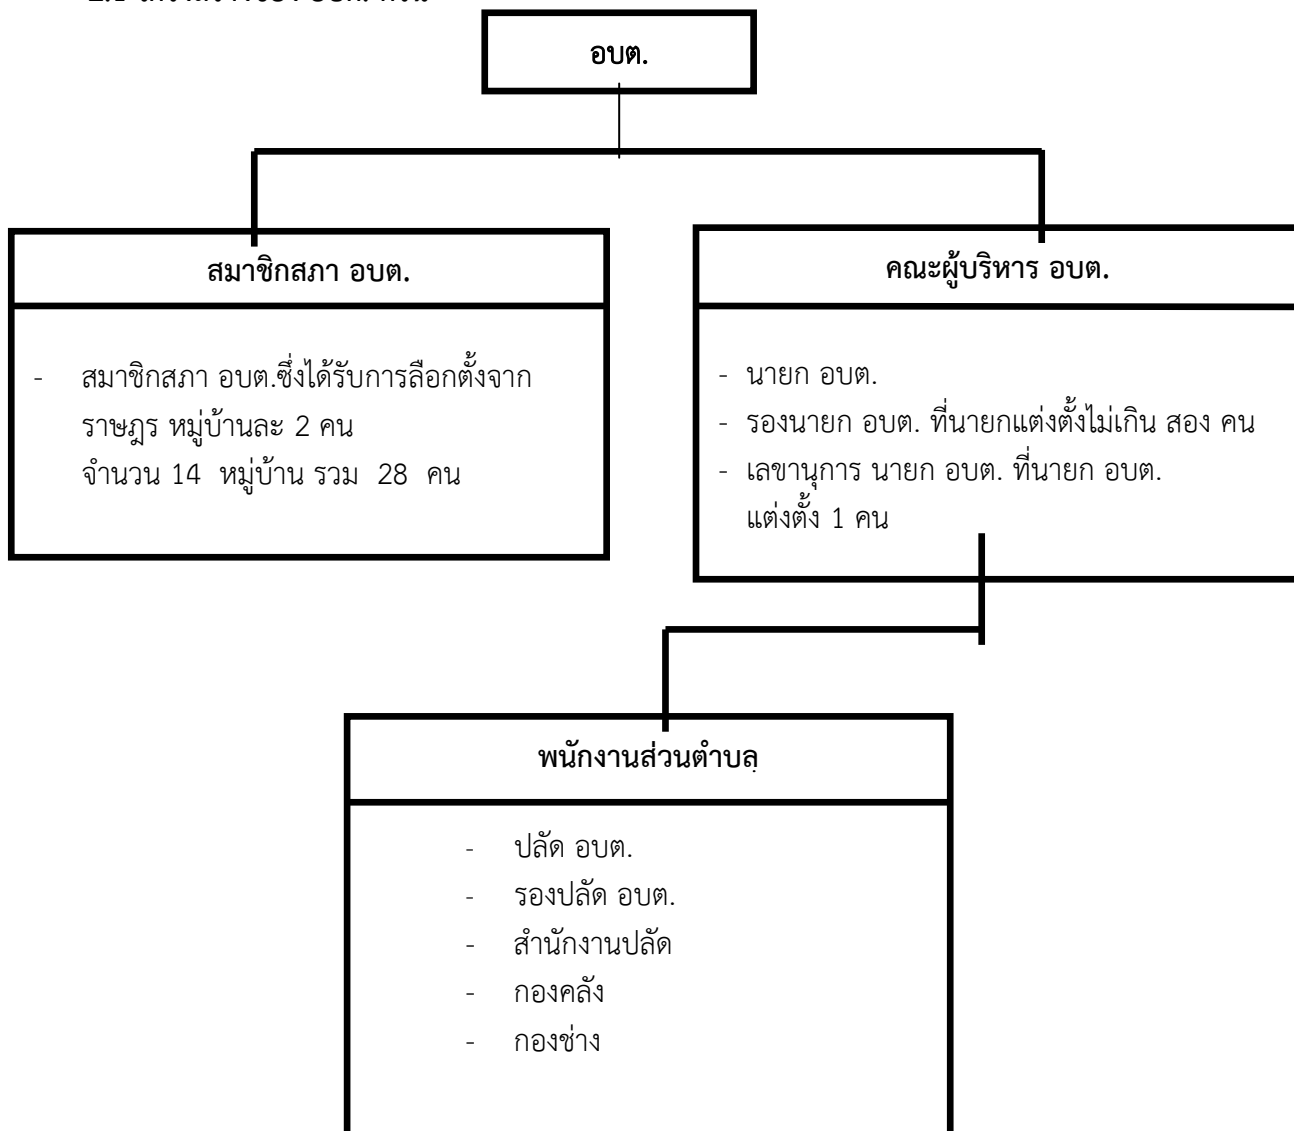 อบต.
สมาชิกสภา อบต.
คณะผู้บริหาร อบต.
- สมาชิกสภา อบต.ซึ่งได้รับการลือกตั้งจาก
ราษฎร หมู่บ้านละ 2 คน
จำนวน 14 หมู่บ้าน รวม 28 คน
- นายก อบต.
- รองนายก อบต. ที่นายกแต่งตั้งไม่เกิน สอง คน
- เลขานุการ นายก อบต. ที่นายก อบต.
แต่งตั้ง 1 คน
พนักงานส่วนตำบล
- ปลัด อบต.
- รองปลัด อบต.
- สำนักงานปลัด
- กองคลัง
- กองช่าง